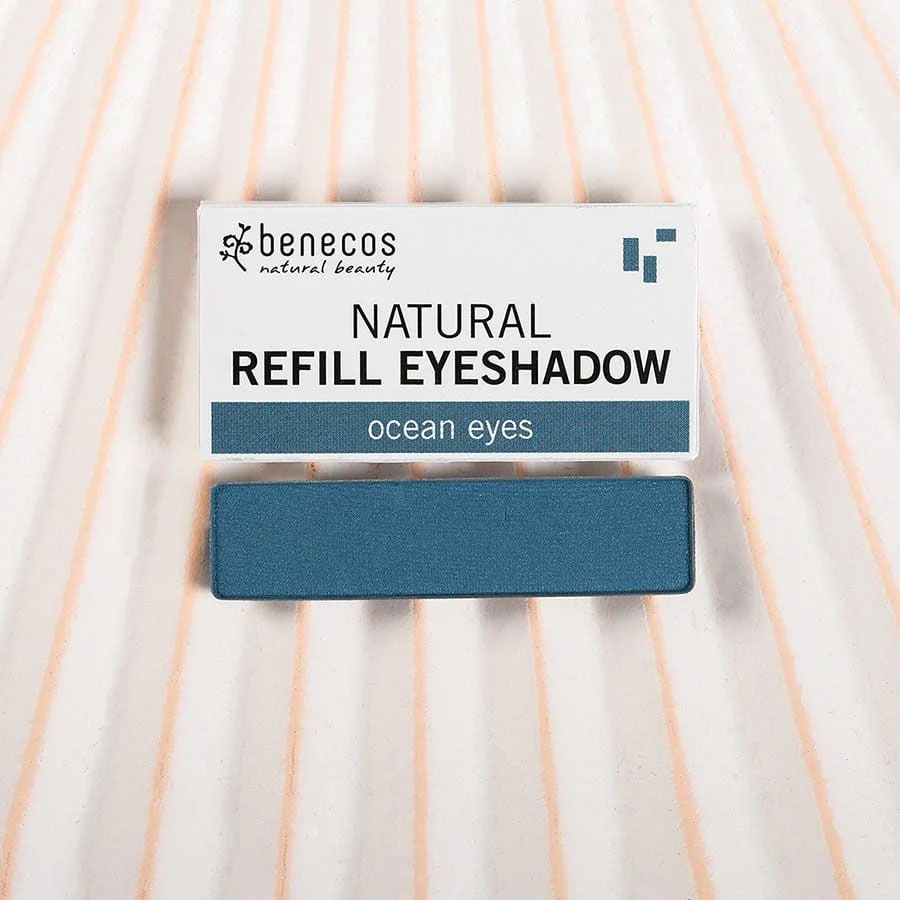 benecos
natural beauty
NATURAL
REFILL EYESHADOW
ocean eyes